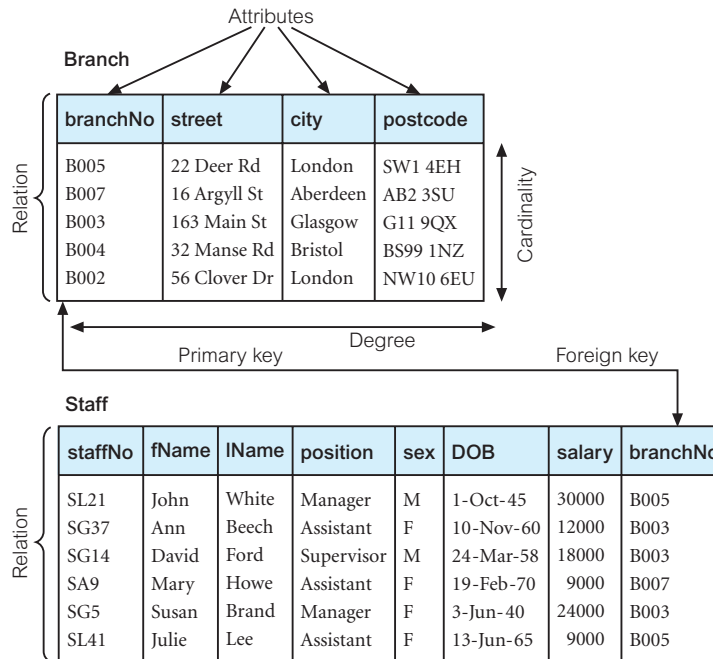 Attributes
Branch
branchNo street city postcode
B005 22 Deer Rd London SW1 4EH
B007 16 Argyll St Aberdeen AB2 3SU
B003 163 Main St Glasgow G11 9QX
B004 32 Manse Rd Bristol BS99 1NZ
B002 56 Clover Dr London NW10 6EU
Relation
Cardinality
Degree
Primary key Foreign key
Staff
staffNo fName lName position sex DOB salary branchNo
SL21 John White Manager M 1-Oct-45 30000 B005
SG37 Ann Beech Assistant F 10-Nov-60 12000 B003
SG14 David Ford Supervisor M 24-Mar-58 18000 B003
SA9 Mary Howe Assistant F 19-Feb-70 9000 B007
SG5 Susan Brand Manager F 3-Jun-40 24000 B003
SL41 Julie Lee Assistant F 13-Jun-65 9000 B005
Relation